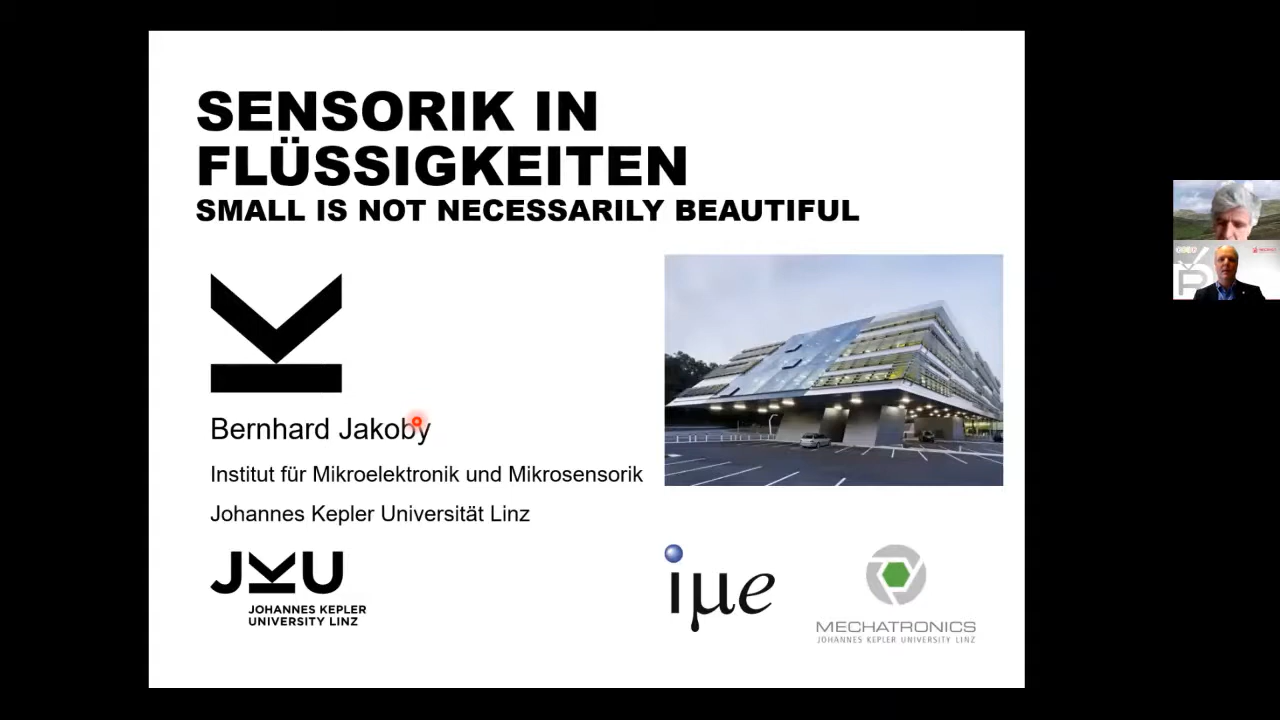 SENSORIK IN
FLÜSSIGKEITEN
SMALL IS NOT NECESSARILY BEAUTIFUL
Bernhard Jakoby
Institut für Mikroelektronik und Mikrosensorik
Johannes Kepler Universität Linz
JKU
JOHANNES KEPLER
UNIVERSITY LINZ
iμe
MECHATRONICS
JOHANNES KEPLER UNIVERSITY LINZ